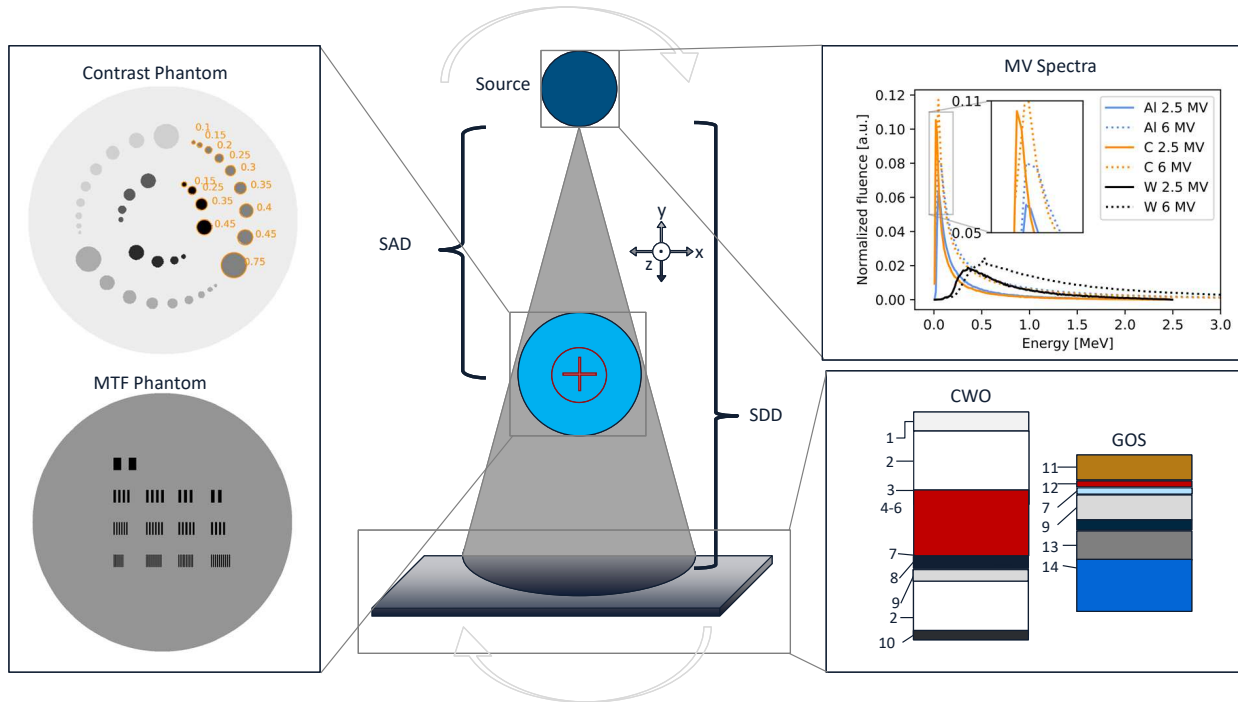 Contrast Phantom
0.1
0.15
0.2
0.25
0.3
0.35
0.4
0.45
0.75
0.15
0.25
0.35
0.45
MTF Phantom
Source
SAD
SDD
y
x
z
MV Spectra
Normalized fluence [a.u.]
0.12
0.10
0.08
0.06
0.04
0.02
0.00
0.11
0.05
Al 2.5 MV
Al 6 MV
C 2.5 MV
C 6 MV
W 2.5 MV
W 6 MV
0.0 0.5 1.0 1.5 2.0 2.5 3.0
Energy [MeV]
CWO
1
2
3
4-6
7
8
9
2
10
GOS
11
12
7
9
13
14